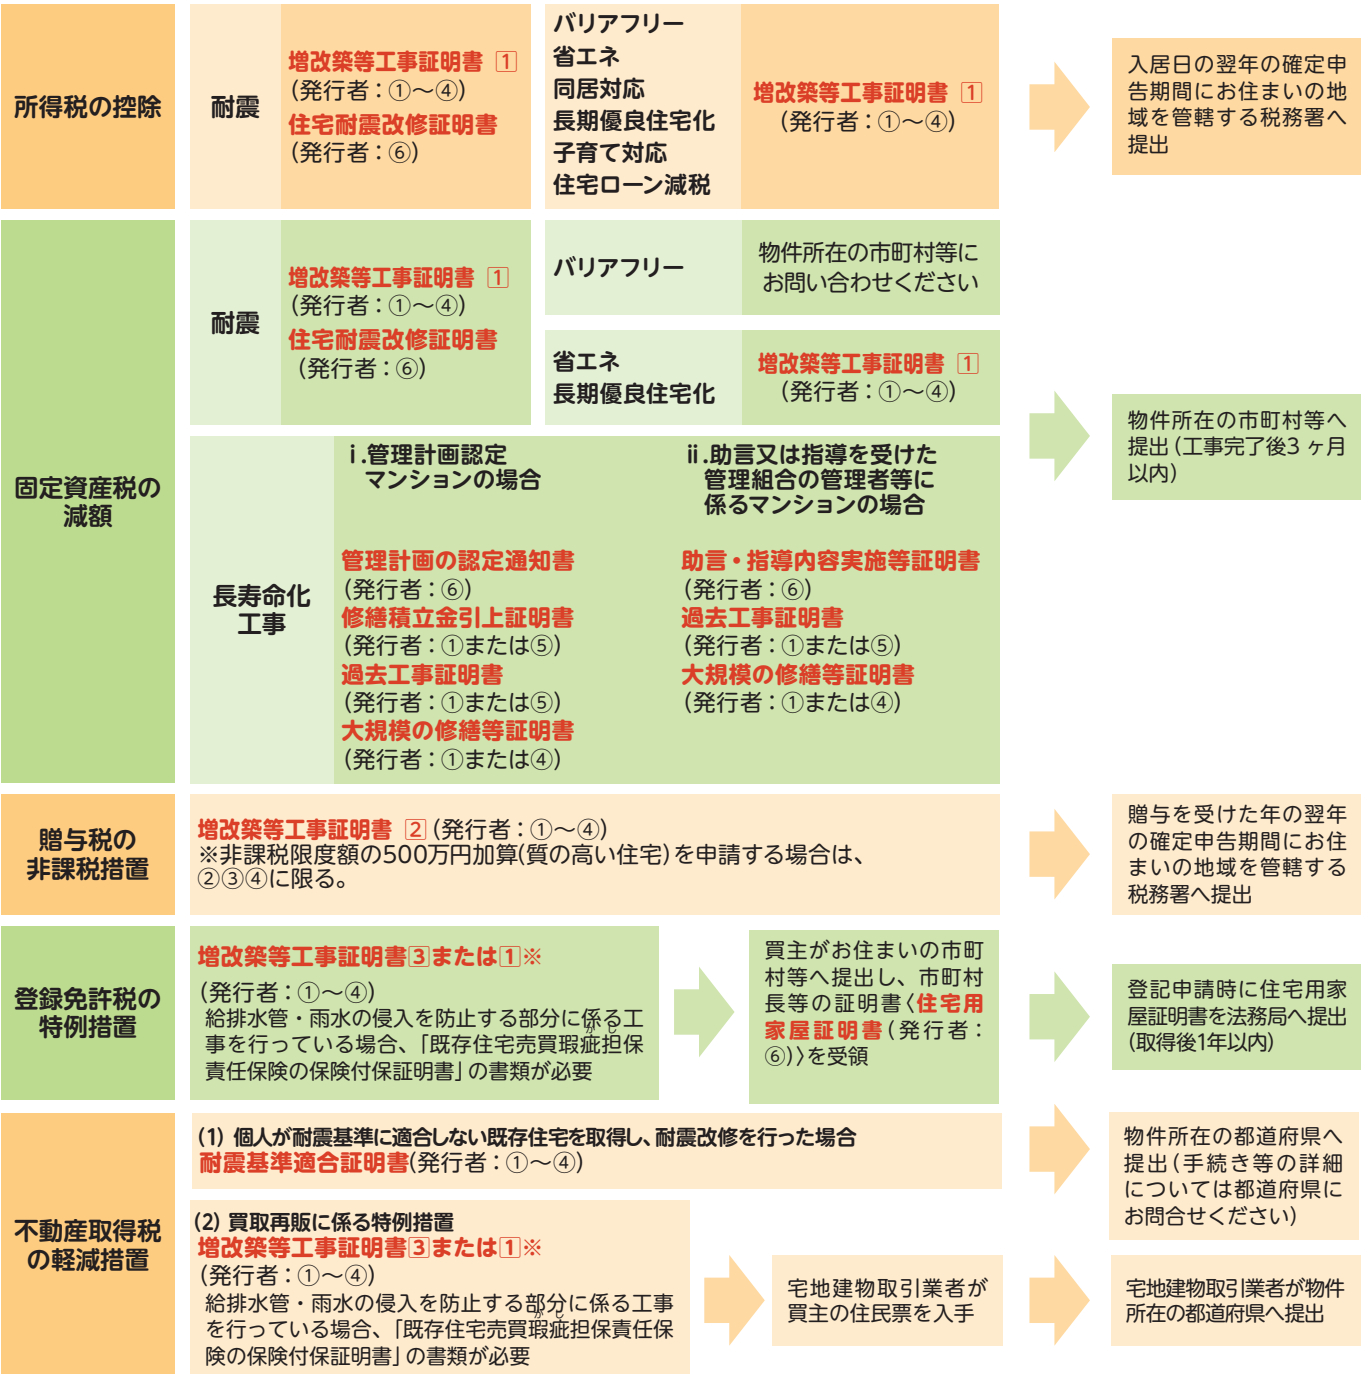 所得税の控除
耐震
増改築等工事証明書 1
(発行者：①〜④)
住宅耐震改修証明書
(発行者：⑥)
バリアフリー
省エネ
同居対応
長期優良住宅化
子育て対応
住宅ローン減税
増改築等工事証明書 1
(発行者：①〜④)
入居日の翌年の確定申
告期間にお住まいの地
域を管轄する税務署へ
提出
固定資産税の
減額
耐震
増改築等工事証明書 1
(発行者：①〜④)
住宅耐震改修証明書
(発行者：⑥)
バリアフリー
物件所在の市町村等に
お問い合わせください
省エネ
長期優良住宅化
増改築等工事証明書 1
(発行者：①〜④)
長寿命化
工事
ⅰ.管理計画認定
マンションの場合
管理計画の認定通知書
(発行者：⑥)
修繕積立金引上証明書
(発行者：①または⑤)
過去工事証明書
(発行者：①または⑤)
大規模の修繕等証明書
(発行者：①または④)
ⅱ.助言又は指導を受けた
管理組合の管理者等に
係るマンションの場合
助言・指導内容実施等証明書
(発行者：⑥)
過去工事証明書
(発行者：①または⑤)
大規模の修繕等証明書
(発行者：①または④)
物件所在の市町村等へ
提出(工事完了後3ヶ月
以内)
贈与税の
非課税措置
増改築等工事証明書 2(発行者：①〜④)
※非課税限度額の500万円加算(質の高い住宅)を申請する場合は、
②③④に限る。
贈与を受けた年の翌年
の確定申告期間にお住
まいの地域を管轄する
税務署へ提出
登録免許税の
特例措置
増改築等工事証明書3または1※
(発行者：①〜④)
給排水管・雨水の侵入を防止する部分に係る工
事を行っている場合、「既存住宅売買瑕疵担保
がし
責任保険の保険付保証明書」の書類が必要
買主がお住まいの市町
村等へ提出し、市町村
長等の証明書〈住宅用
家屋証明書(発行者：
⑥)〉を受領
登記申請時に住宅用家
屋証明書を法務局へ提出
(取得後1年以内)
不動産取得税
の軽減措置
(1) 個人が耐震基準に適合しない既存住宅を取得し、耐震改修を行った場合
耐震基準適合証明書(発行者：①〜④)
物件所在の都道府県へ
提出(手続き等の詳細
については都道府県に
お問合せください)
(2) 買取再販に係る特例措置
増改築等工事証明書3または1※
(発行者：①〜④)
給排水管・雨水の侵入を防止する部分に係る工事
を行っている場合、「既存住宅売買瑕疵担保責任保
がし
険の保険付保証明書」の書類が必要
宅地建物取引業者が
買主の住民票を入手
宅地建物取引業者が物件
所在の都道府県へ提出